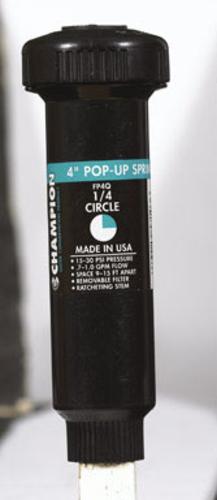 4" POP-UP SPRIN
FP4Q
1/4
CIRCLE
MADE IN USA
• 15-30 PSI PRESSURE
• .7-1.0 GPM FLOW
• SPACE 9-15 FT APART
• REMOVABLE FILTER
• RATCHETING STEM
CHAMPION